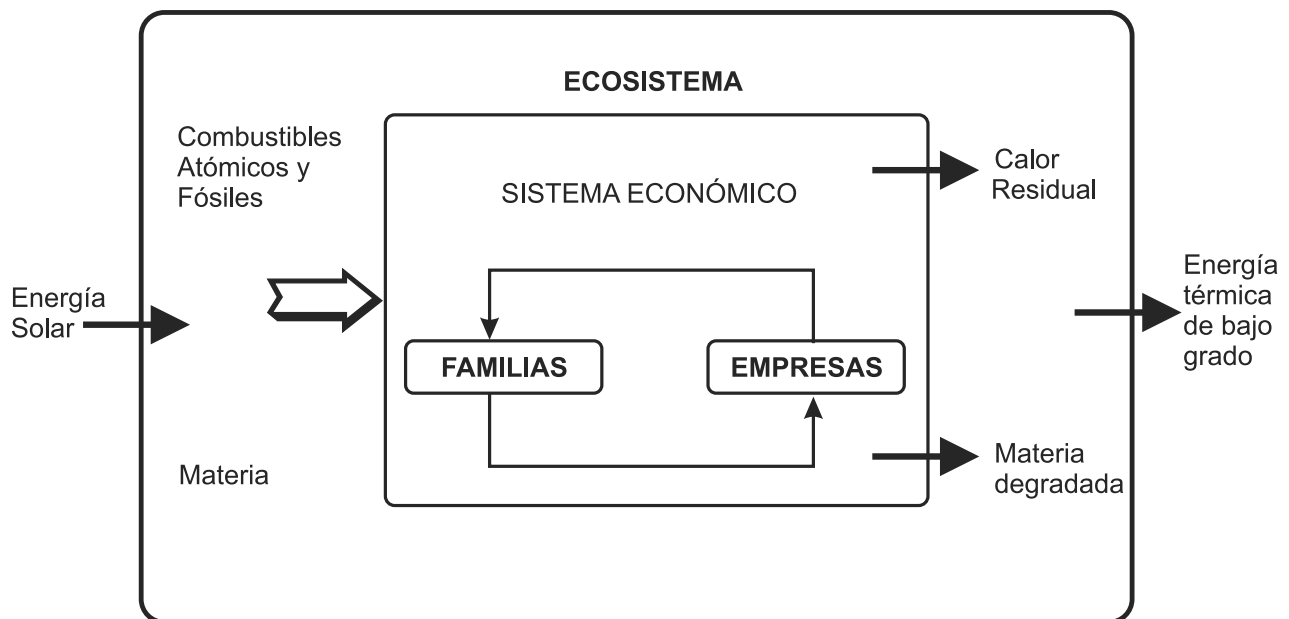 ECOSISTEMA
Combustibles
Atómicos y
Fósiles
SISTEMA ECONÓMICO
Calor
Residual
Energía
Solar
Energía
térmica
de bajo
grado
FAMILIAS
EMPRESAS
Materia
Materia
degradada